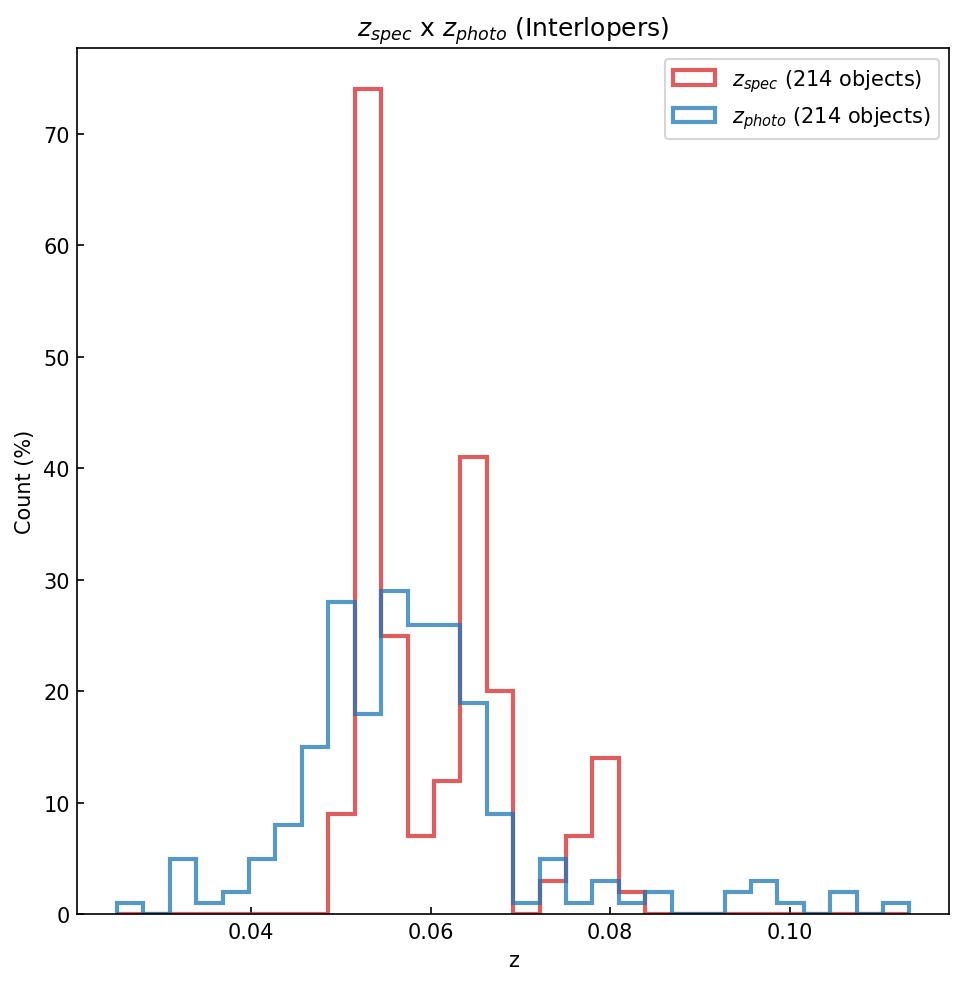 z_spec x z_photo (Interlopers)
z_spec (214 objects)
z_photo (214 objects)
Count (%)
70
60
50
40
30
20
10
0
0.04 0.06 0.08 0.10
z